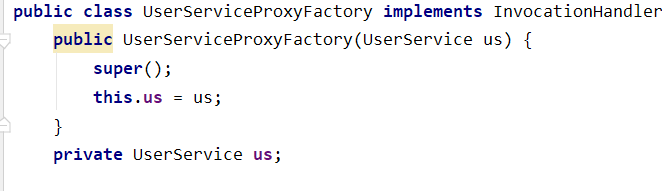 public class UserServiceProxyFactory implements InvocationHandler
public UserServiceProxyFactory(UserService us) {
super();
this.us = us;
}
private UserService us;